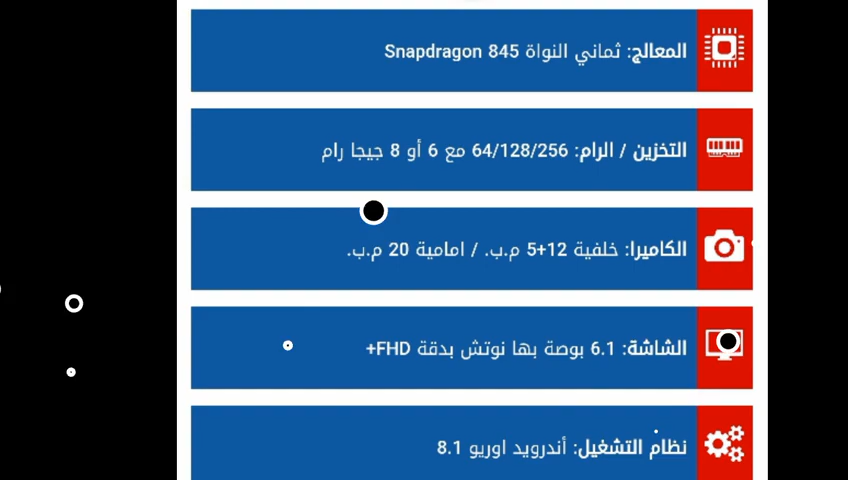 المعالج: ثماني النواة Snapdragon 845
التخزين / الرام: 64/128/256 مع 6 أو 8 جيجا رام
الكاميرا: خلفية 12+5 م.ب. / امامية 20 م.ب.
الشاشة: 6.1 بوصة بها نوتش بدقة FHD+
نظام التشغيل: أندرويد اوريو 8.1